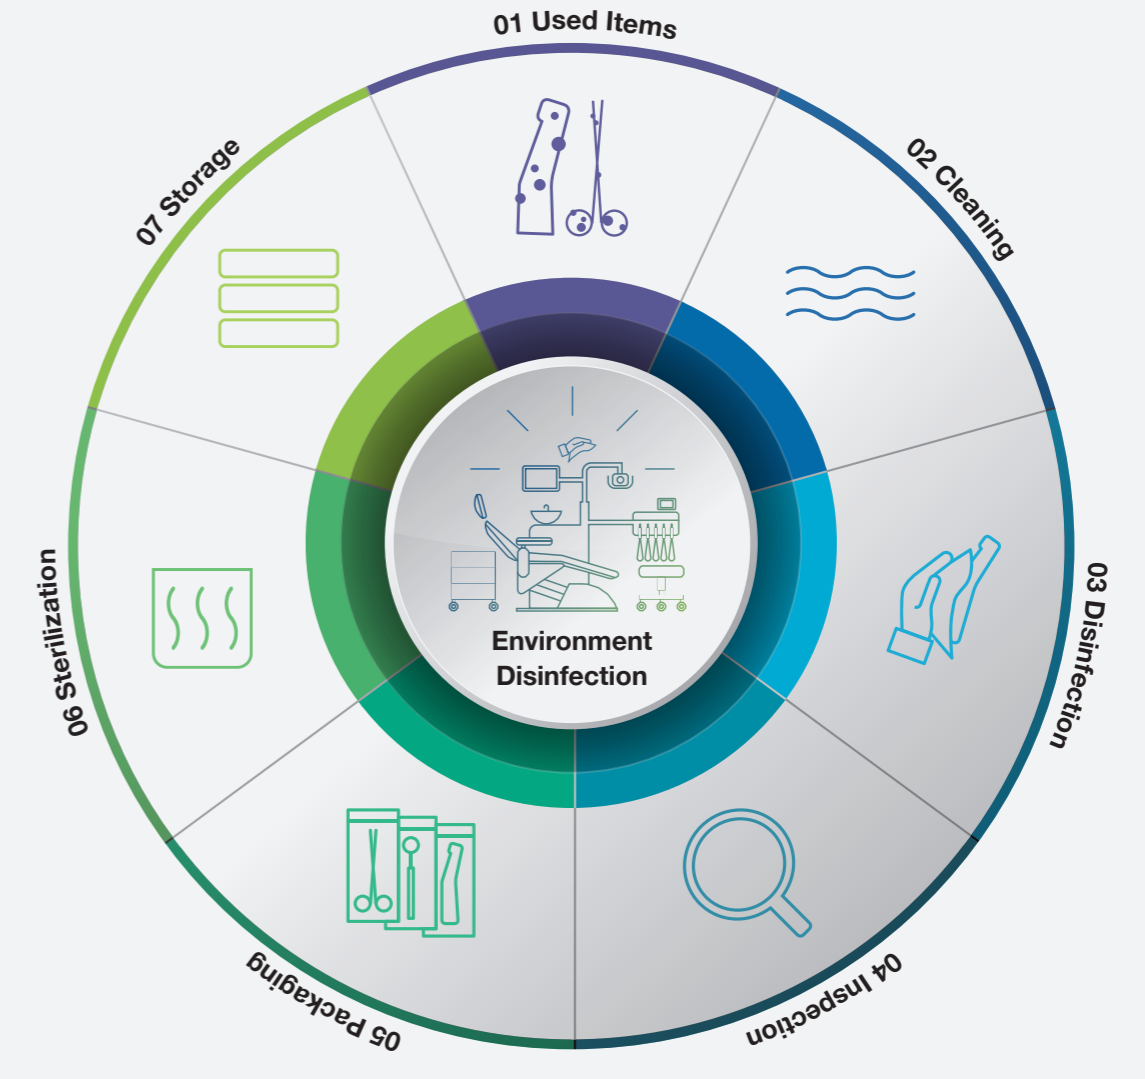 01 Used Items
02 Cleaning
03 Disinfection
04 Inspection
05 Packaging
06 Sterilization
07 Storage
Environment
Disinfection